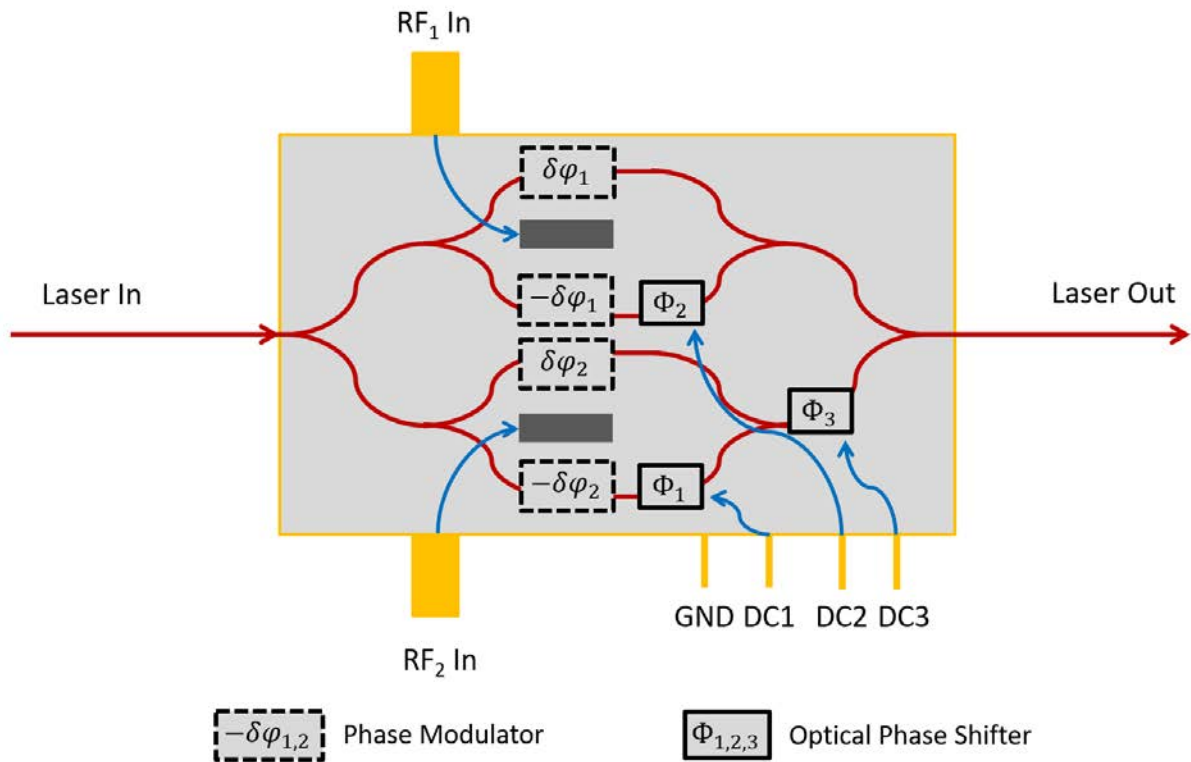 RF₁ In
δφ₁
Laser In
−δφ₁
Φ₂
Laser Out
δφ₂
Φ₃
−δφ₂
Φ₁
GND DC1 DC2 DC3
RF₂ In
−δφ₁,₂ Phase Modulator
Φ₁,₂,₃ Optical Phase Shifter